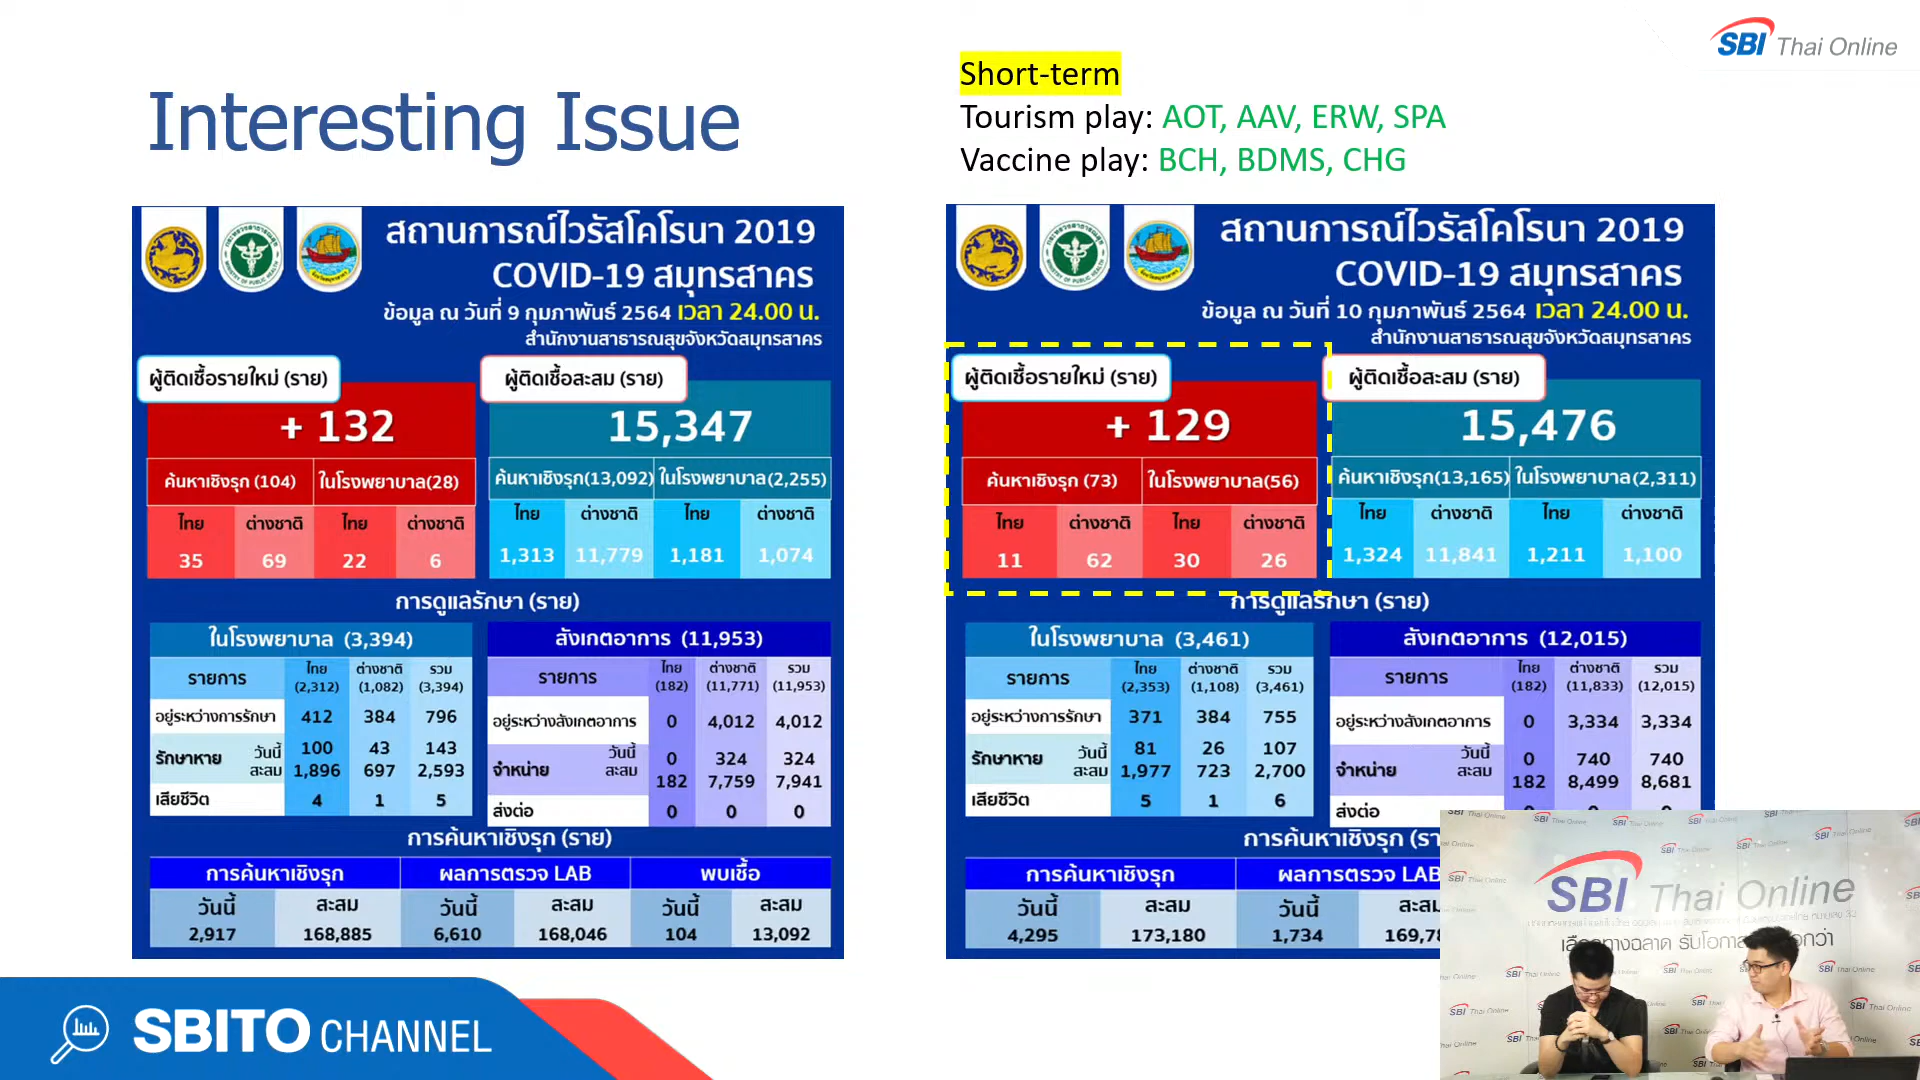 SBI Thai Online
Interesting Issue
Short-term
Tourism play: AOT, AAV, ERW, SPA
Vaccine play: BCH, BDMS, CHG
สถานการณ์ไวรัสโคโรนา 2019
COVID-19 สมุทรสาคร
ข้อมูล ณ วันที่ 9 กุมภาพันธ์ 2564 เวลา 24.00 น.
สำนักงานสาธารณสุขจังหวัดสมุทรสาคร
ผู้ติดเชื้อรายใหม่ (ราย) ผู้ติดเชื้อสะสม (ราย)
+ 132 15,347
ค้นหาเชิงรุก (104) ในโรงพยาบาล(28) ค้นหาเชิงรุก(13,092) ในโรงพยาบาล(2,255)
ไทย ต่างชาติ ไทย ต่างชาติ ไทย ต่างชาติ ไทย ต่างชาติ
35 69 22 6 1,313 11,779 1,181 1,074
การดูแลรักษา (ราย)
ในโรงพยาบาล (3,394) สังเกตอาการ (11,953)
รายการ ไทย ต่างชาติ รวม รายการ ไทย ต่างชาติ รวม
(2,312) (1,082) (3,394) (182) (11,771) (11,953)
อยู่ระหว่างการรักษา 412 384 796 อยู่ระหว่างสังเกตอาการ 0 4,012 4,012
รักษาหาย วันนี้ 100 43 143 จำหน่าย วันนี้ 0 324 324
สะสม 1,896 697 2,593 สะสม 182 7,759 7,941
เสียชีวิต 4 1 5 ส่งต่อ 0 0 0
การค้นหาเชิงรุก (ราย)
การค้นหาเชิงรุก ผลการตรวจ LAB พบเชื้อ
วันนี้ สะสม วันนี้ สะสม วันนี้ สะสม
2,917 168,885 6,610 168,046 104 13,092
สถานการณ์ไวรัสโคโรนา 2019
COVID-19 สมุทรสาคร
ข้อมูล ณ วันที่ 10 กุมภาพันธ์ 2564 เวลา 24.00 น.
สำนักงานสาธารณสุขจังหวัดสมุทรสาคร
ผู้ติดเชื้อรายใหม่ (ราย) ผู้ติดเชื้อสะสม (ราย)
+ 129 15,476
ค้นหาเชิงรุก (73) ในโรงพยาบาล(56) ค้นหาเชิงรุก(13,165) ในโรงพยาบาล(2,311)
ไทย ต่างชาติ ไทย ต่างชาติ ไทย ต่างชาติ ไทย ต่างชาติ
11 62 30 26 1,324 11,841 1,211 1,100
การดูแลรักษา (ราย)
ในโรงพยาบาล (3,461) สังเกตอาการ (12,015)
รายการ ไทย ต่างชาติ รวม รายการ ไทย ต่างชาติ รวม
(2,353) (1,108) (3,461) (182) (11,833) (12,015)
อยู่ระหว่างการรักษา 371 384 755 อยู่ระหว่างสังเกตอาการ 0 3,334 3,334
รักษาหาย วันนี้ 81 26 107 จำหน่าย วันนี้ 0 740 740
สะสม 1,977 723 2,700 สะสม 182 8,499 8,681
เสียชีวิต 5 1 6 ส่งต่อ
การค้นหาเชิงรุก
การค้นหาเชิงรุก ผลการตรวจ LAB
วันนี้ สะสม วันนี้
4,295 173,180 1,734
SBI Thai Online
SBITO CHANNEL